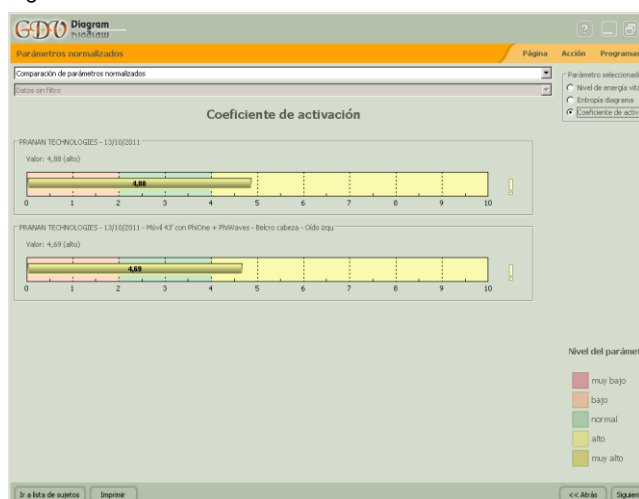 GDV Diagram
Parámetros normalizados
Página Acción Programas
Comparación de parámetros normalizados
Datos sin filtro
Parámetro seleccionado
Nivel de energía vita
Entropía diagrama
Coeficiente de activ
Coeficiente de activación
PRANAN TECHNOLOGIES - 13/10/2011
Valor: 4,88 (alto)
4,88
0 1 2 3 4 5 6 7 8 9 10
PRANAN TECHNOLOGIES - 13/10/2011 - Móvil 43' con PhiOne + PhiWaves - Belcro cabeza - Oído izqu
Valor: 4,69 (alto)
4,69
0 1 2 3 4 5 6 7 8 9 10
Nivel del parámet
muy bajo
bajo
normal
alto
muy alto
Ir a lista de sujetos Imprimir << Atrás Siguien